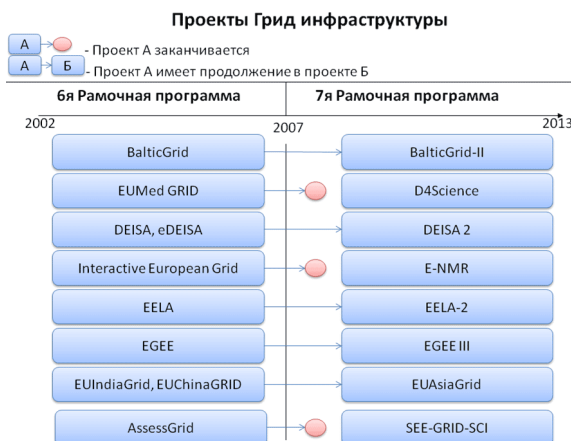 Проекты Грид инфраструктуры
А
- Проект А заканчивается
А Б - Проект А имеет продолжение в проекте Б
6я Рамочная программа 7я Рамочная программа
2002 2007 2013
BalticGrid BalticGrid-II
EUMed GRID D4Science
DEISA, eDEISA DEISA 2
Interactive European Grid E-NMR
EELA EELA-2
EGEE EGEE III
EUIndiaGrid, EUChinaGRID EUAsiaGrid
AssessGrid SEE-GRID-SCI